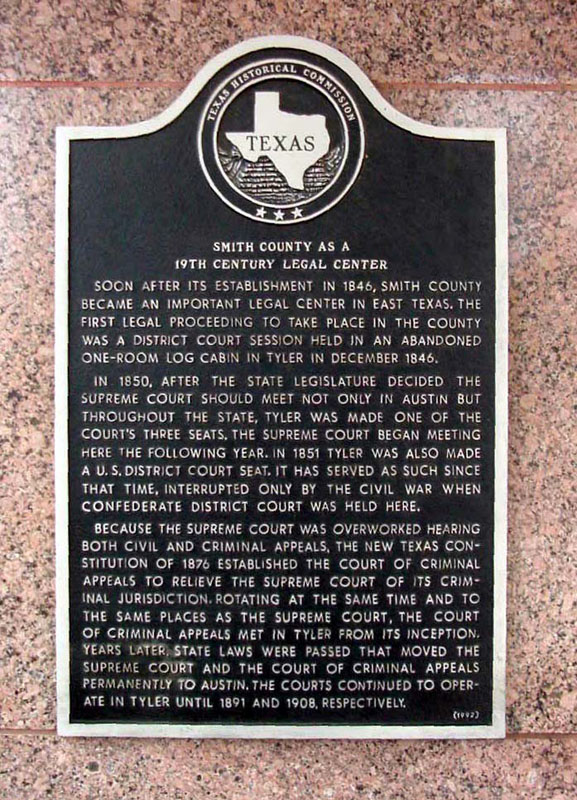 TEXAS HISTORICAL COMMISSION
TEXAS
SMITH COUNTY AS A
19TH CENTURY LEGAL CENTER
SOON AFTER ITS ESTABLISHMENT IN 1846, SMITH COUNTY
BECAME AN IMPORTANT LEGAL CENTER IN EAST TEXAS. THE
FIRST LEGAL PROCEEDING TO TAKE PLACE IN THE COUNTY
WAS A DISTRICT COURT SESSION HELD IN AN ABANDONED
ONE-ROOM LOG CABIN IN TYLER IN DECEMBER 1846.
IN 1850, AFTER THE STATE LEGISLATURE DECIDED THE
SUPREME COURT SHOULD MEET NOT ONLY IN AUSTIN BUT
THROUGHOUT THE STATE, TYLER WAS MADE ONE OF THE
COURT'S THREE SEATS. THE SUPREME COURT BEGAN MEETING
HERE THE FOLLOWING YEAR. IN 1851 TYLER WAS ALSO MADE
A U.S. DISTRICT COURT SEAT. IT HAS SERVED AS SUCH SINCE
THAT TIME, INTERRUPTED ONLY BY THE CIVIL WAR WHEN
CONFEDERATE DISTRICT COURT WAS HELD HERE.
BECAUSE THE SUPREME COURT WAS OVERWORKED HEARING
BOTH CIVIL AND CRIMINAL APPEALS, THE NEW TEXAS CON-
STITUTION OF 1876 ESTABLISHED THE COURT OF CRIMINAL
APPEALS TO RELIEVE THE SUPREME COURT OF ITS CRIM-
INAL JURISDICTION. ROTATING AT THE SAME TIME AND TO
THE SAME PLACES AS THE SUPREME COURT, THE COURT
OF CRIMINAL APPEALS MET IN TYLER FROM ITS INCEPTION.
YEARS LATER, STATE LAWS WERE PASSED THAT MOVED THE
SUPREME COURT AND THE COURT OF CRIMINAL APPEALS
PERMANENTLY TO AUSTIN. THE COURTS CONTINUED TO OPER-
ATE IN TYLER UNTIL 1891 AND 1908, RESPECTIVELY.
(1992)